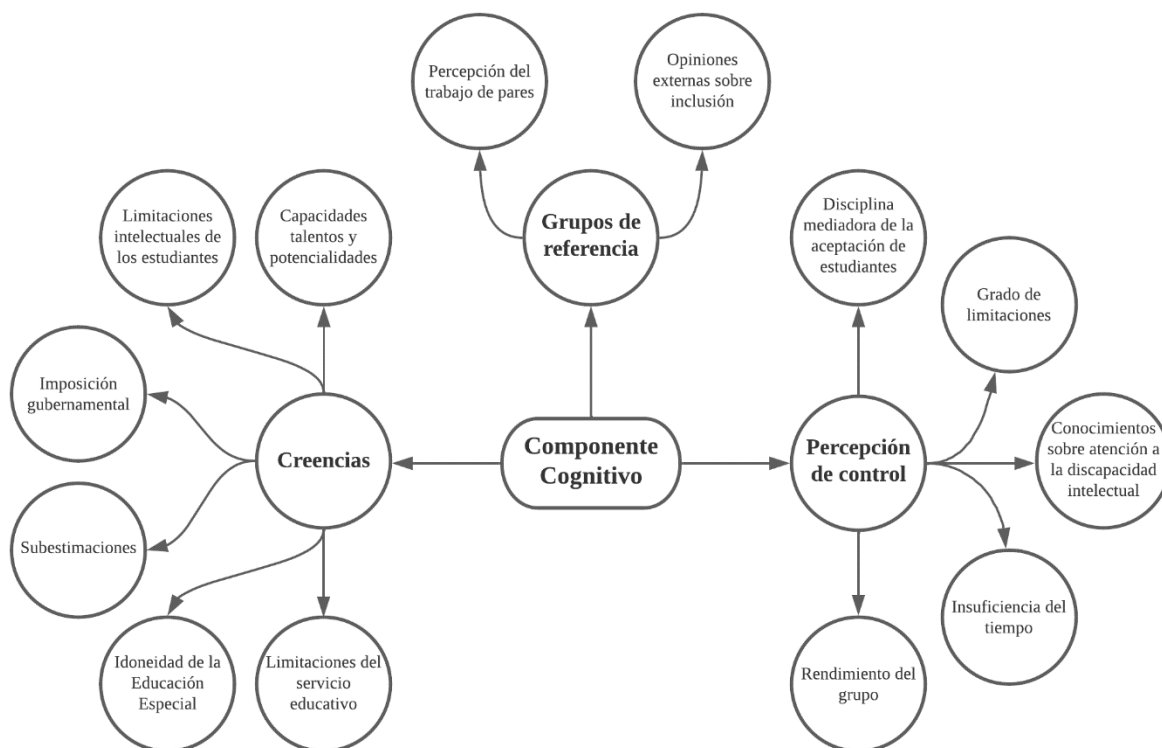 Percepción del
trabajo de pares
Opiniones
externas sobre
inclusión
Limitaciones
intelectuales de
los estudiantes
Capacidades
talentos y
potencialidades
Grupos de
referencia
Disciplina
mediadora de la
aceptación de
estudiantes
Grado de
limitaciones
Imposición
gubernamental
Creencias
Componente
Cognitivo
Percepción
de control
Conocimientos
sobre atención a
la discapacidad
intelectual
Subestimaciones
Insuficiencia del
tiempo
Idoneidad de la
Educación
Especial
Limitaciones del
servicio
educativo
Rendimiento del
grupo